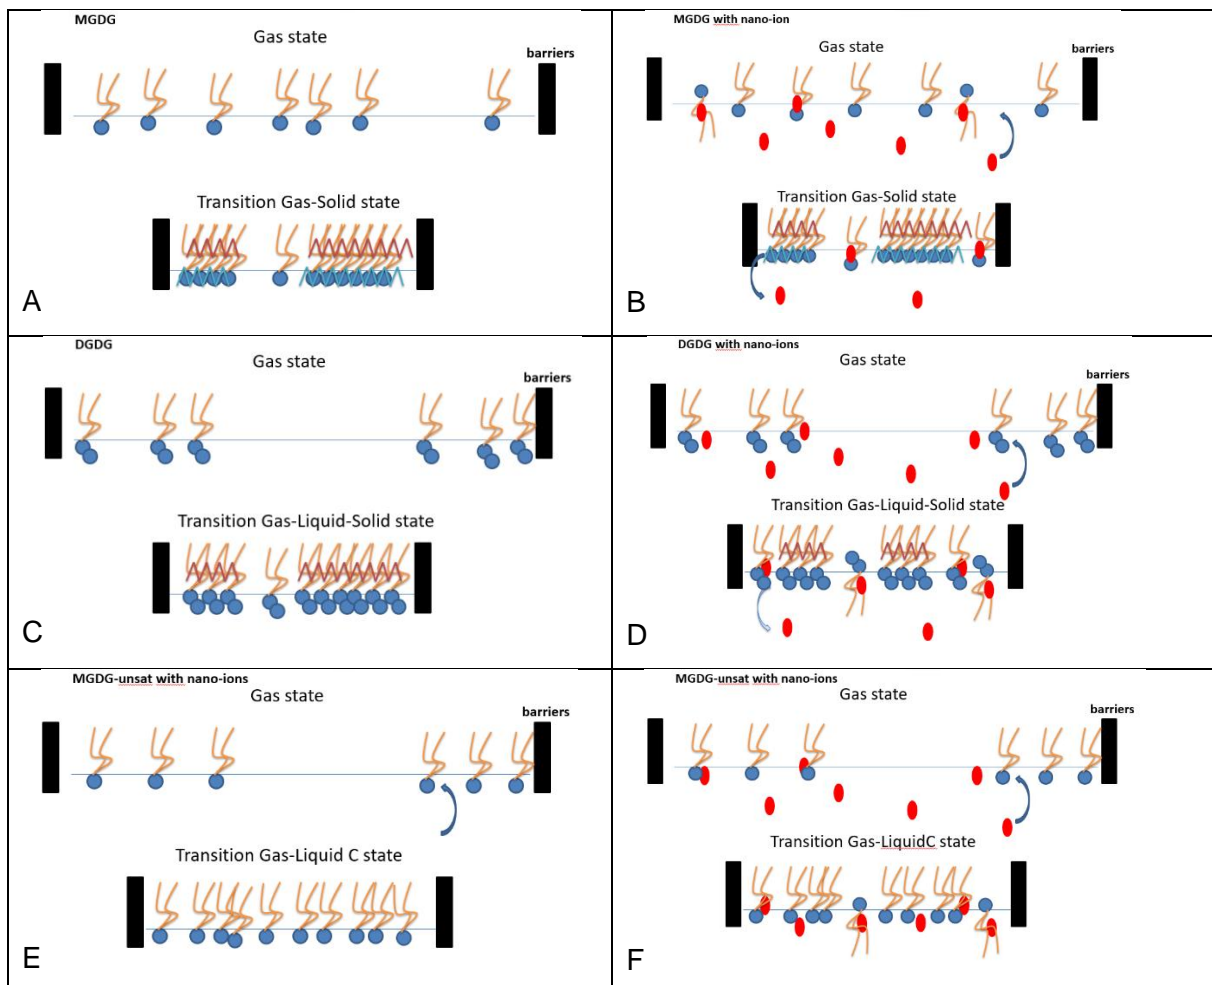 MGDG
Gas state
barriers
Transition Gas-Solid state
A
MGDG with nano-ion
Gas state
barriers
Transition Gas-Solid state
B
DGDG
Gas state
barriers
Transition Gas-Liquid-Solid state
C
DGDG with nano-ions
Gas state
barriers
Transition Gas-Liquid-Solid state
D
MGDG-unsat with nano-ions
Gas state
barriers
Transition Gas-Liquid C state
E
MGDG-unsat with nano-ions
Gas state
barriers
Transition Gas-LiquidC state
F